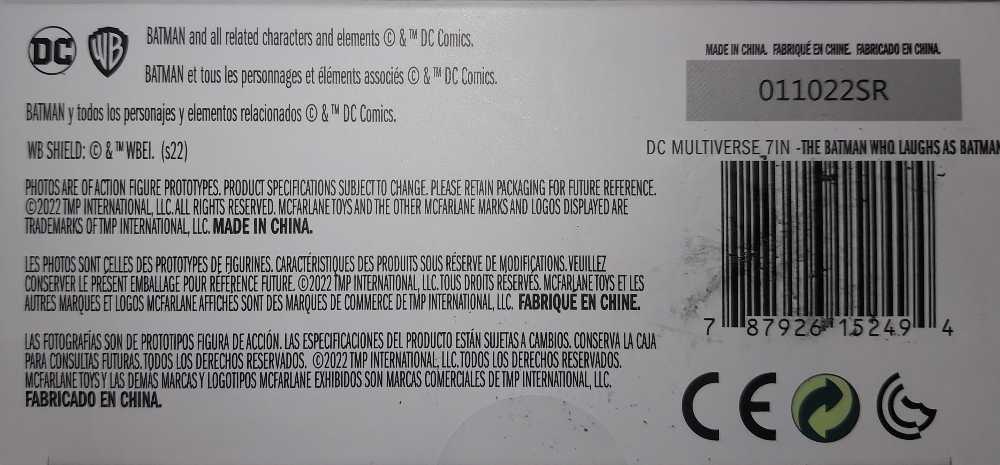 DC WB BATMAN and all related characters and elements © & ™ DC Comics.
BATMAN et tous les personnages et éléments associés © & ™ DC Comics.
BATMAN y todos los personajes y elementos relacionados © & ™ DC Comics.
WB SHIELD: © & ™ WBEI. (s22)
PHOTOS ARE OF ACTION FIGURE PROTOTYPES. PRODUCT SPECIFICATIONS SUBJECT TO CHANGE. PLEASE RETAIN PACKAGING FOR FUTURE REFERENCE.
©2022 TMP INTERNATIONAL, LLC. ALL RIGHTS RESERVED. MCFARLANE TOYS AND THE OTHER MCFARLANE MARKS AND LOGOS DISPLAYED ARE
TRADEMARKS OF TMP INTERNATIONAL, LLC. MADE IN CHINA.
LES PHOTOS SONT CELLES DES PROTOTYPES DE FIGURINES. CARACTÉRISTIQUES DES PRODUITS SOUS RÉSERVE DE MODIFICATIONS. VEUILLEZ
CONSERVER LE PRÉSENT EMBALLAGE POUR RÉFÉRENCE FUTURE. ©2022 TMP INTERNATIONAL, LLC. TOUS DROITS RÉSERVÉS. MCFARLANE TOYS ET LES
AUTRES MARQUES ET LOGOS MCFARLANE AFFICHÉS SONT DES MARQUES DE COMMERCE DE TMP INTERNATIONAL, LLC. FABRIQUÉ EN CHINE.
LAS FOTOGRAFÍAS SON DE PROTOTIPOS FIGURA DE ACCIÓN. LAS ESPECIFICACIONES DEL PRODUCTO ESTÁN SUJETAS A CAMBIOS. CONSERVA LA CAJA
PARA CONSULTAS FUTURAS. TODOS LOS DERECHOS RESERVADOS. ©2022 TMP INTERNATIONAL, LLC. TODOS LOS DERECHOS RESERVADOS.
MCFARLANE TOYS Y LAS DEMÁS MARCAS Y LOGOTIPOS MCFARLANE EXHIBIDOS SON MARCAS COMERCIALES DE TMP INTERNATIONAL, LLC.
FABRICADO EN CHINA.
MADE IN CHINA. FABRIQUÉ EN CHINE. FABRICADO EN CHINA.
011022SR
DC MULTIVERSE 7IN -THE BATMAN WHO LAUGHS AS BATMAN
7 87926 15249 4
CE